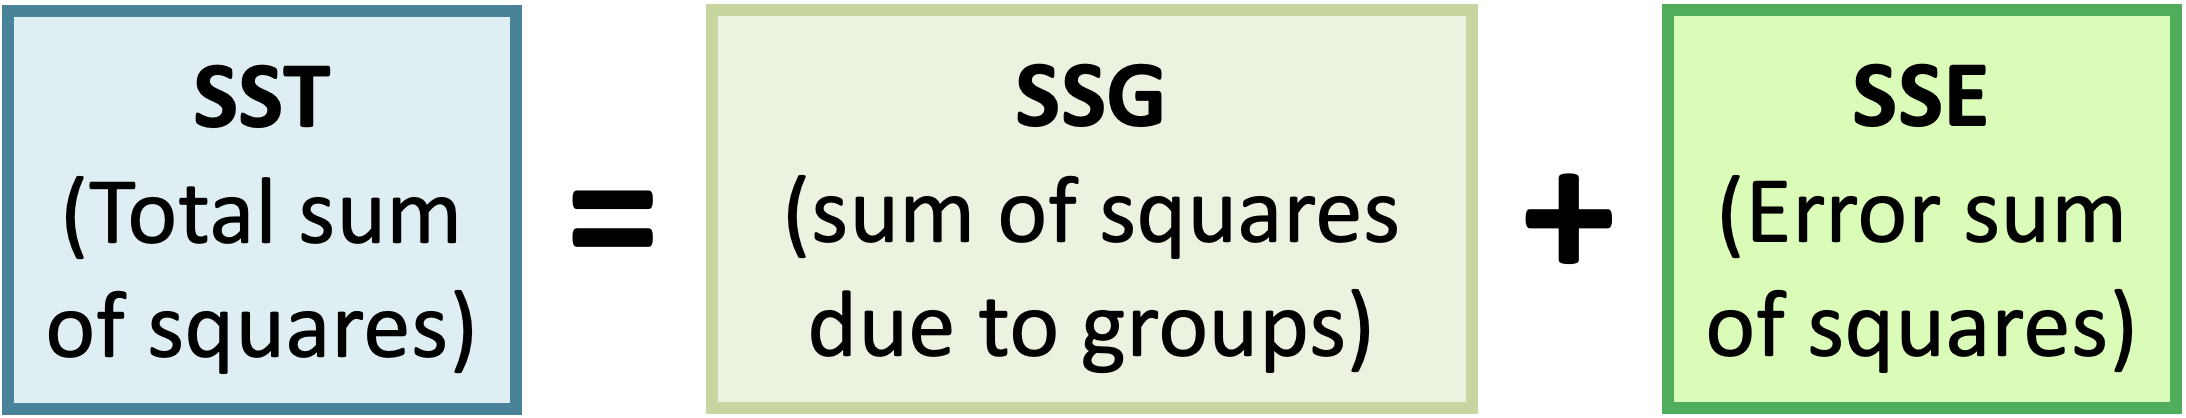 SST
(Total sum
of squares)
=
SSG
(sum of squares
due to groups)
+
SSE
(Error sum
of squares)